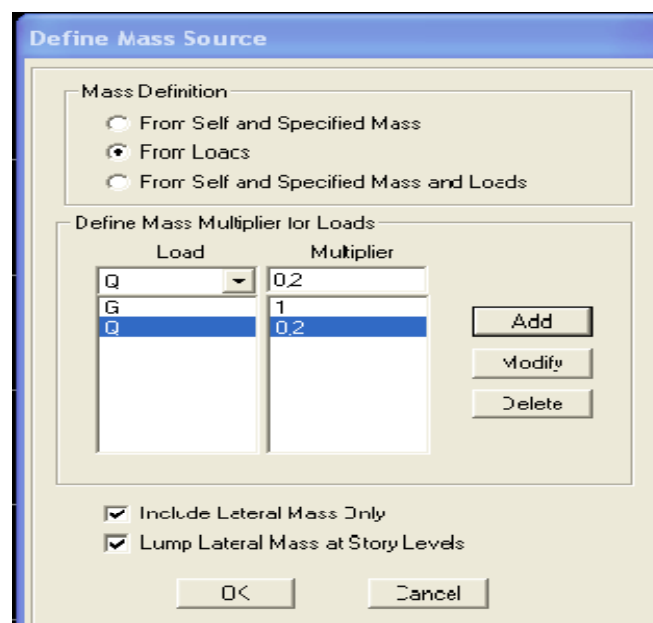 Define Mass Source
Mass Definition
From Self and Specified Mass
From Loads
From Self and Specified Mass and Loads
Define Mass Multiplier for Loads
Load Multiplier
Q 0,2
G 1
Q 0,2
Add
Modify
Delete
Include Lateral Mass Only
Lump Lateral Mass at Story Levels
OK Cancel